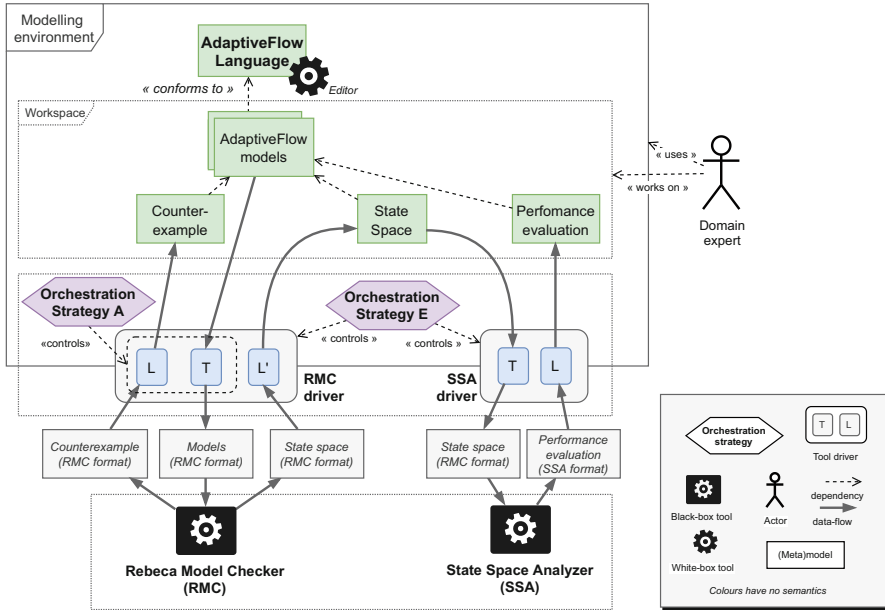 Modelling
environment
AdaptiveFlow
Language
« conforms to »
Editor
Workspace
AdaptiveFlow
models
Counter-
example
State
Space
Perfomance
evaluation
« uses »
« works on »
Domain
expert
Orchestration
Strategy A
Orchestration
Strategy E
«controls»
« controls »
« controls »
L
T
L'
RMC
driver
SSA
driver
T
L
Counterexample
(RMC format)
Models
(RMC format)
State space
(RMC format)
State space
(RMC format)
Performance
evaluation
(SSA format)
Rebeca Model Checker
(RMC)
State Space Analyzer
(SSA)
Orchestration
strategy
T
L
Tool driver
Black-box tool
Actor
dependency
data-flow
White-box tool
(Meta)model
Colours have no semantics